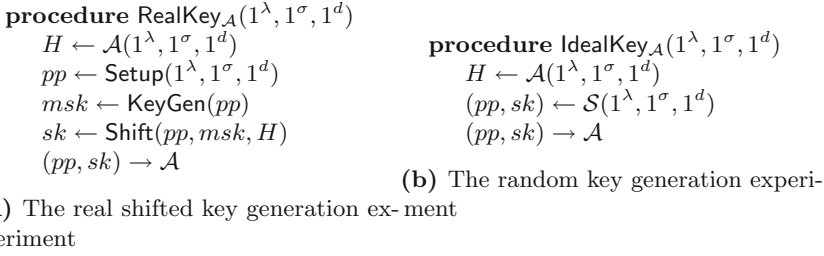 procedure RealKey_A(1^λ, 1^σ, 1^d)
H ← A(1^λ, 1^σ, 1^d)
pp ← Setup(1^λ, 1^σ, 1^d)
msk ← KeyGen(pp)
sk ← Shift(pp, msk, H)
(pp, sk) → A
) The real shifted key generation ex-
eriment
procedure IdealKey_A(1^λ, 1^σ, 1^d)
H ← A(1^λ, 1^σ, 1^d)
(pp, sk) ← S(1^λ, 1^σ, 1^d)
(pp, sk) → A
(b) The random key generation experi-
ment